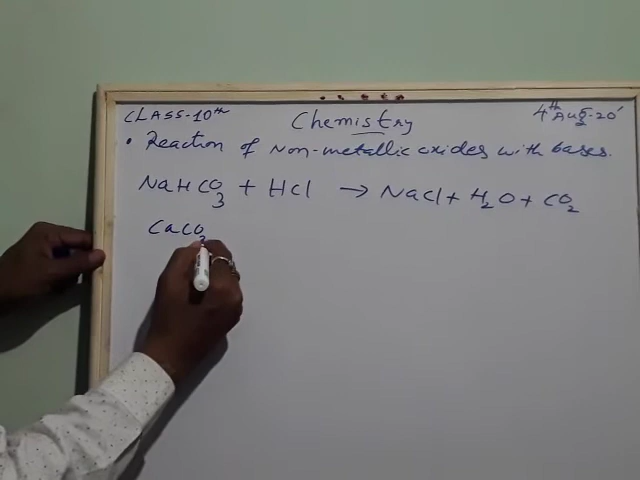 CLASS-10th Chemistry 4th Aug-20'
• Reaction of Non-metallic oxides with bases.
NaHCO3 + HCl → NaCl + H2O + CO2
CaCO3